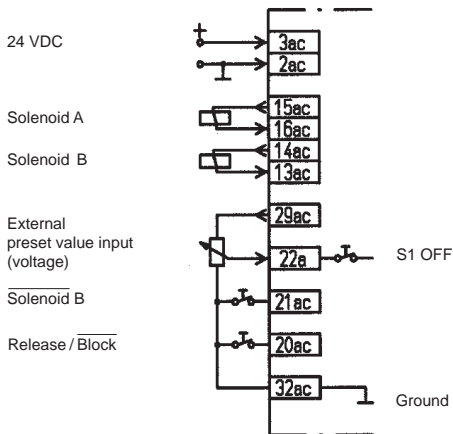 +
24 VDC
3ac
2ac
Solenoid A
15ac
16ac
Solenoid B
14ac
13ac
29ac
External
preset value input
(voltage)
22a
S1 OFF
Solenoid B
21ac
Release / Block
20ac
32ac
Ground